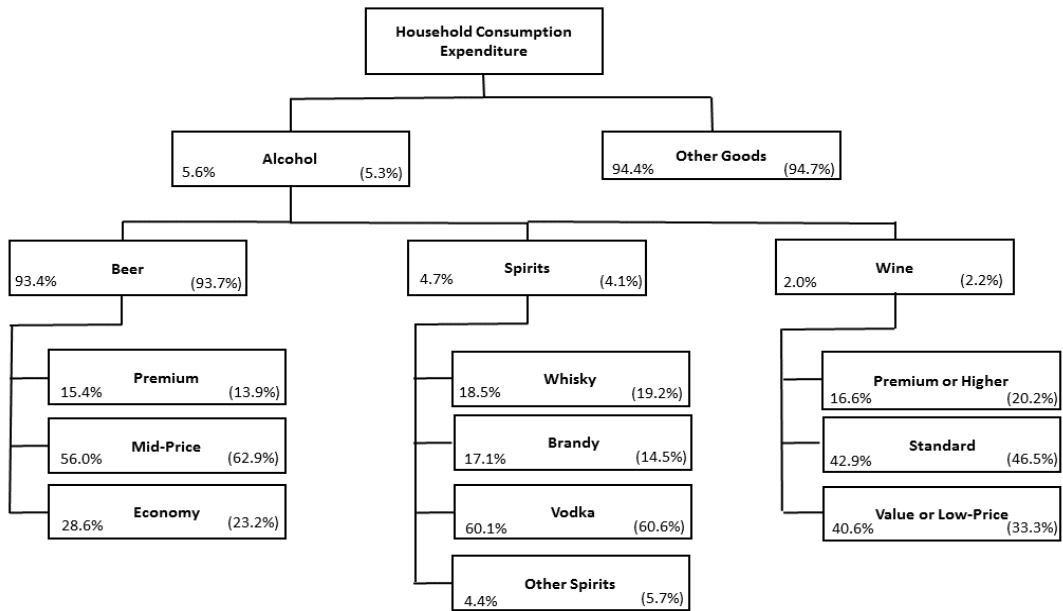 Household Consumption
Expenditure
Alcohol
5.6% (5.3%)
Other Goods
94.4% (94.7%)
Beer
93.4% (93.7%)
Spirits
4.7% (4.1%)
Wine
2.0% (2.2%)
Premium
15.4% (13.9%)
Mid-Price
56.0% (62.9%)
Economy
28.6% (23.2%)
Whisky
18.5% (19.2%)
Brandy
17.1% (14.5%)
Vodka
60.1% (60.6%)
Other Spirits
4.4% (5.7%)
Premium or Higher
16.6% (20.2%)
Standard
42.9% (46.5%)
Value or Low-Price
40.6% (33.3%)